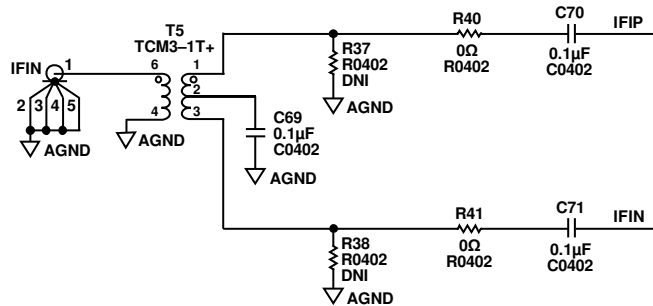 T5
TCM3–1T+
IFIN
1
2 3 4 5
AGND
6
4
AGND
1
2
3
C69
0.1µF
C0402
AGND
R37
R0402
DNI
AGND
R40
0Ω
R0402
C70
0.1µF
C0402
IFIP
R38
R0402
DNI
AGND
R41
0Ω
R0402
C71
0.1µF
C0402
IFIN